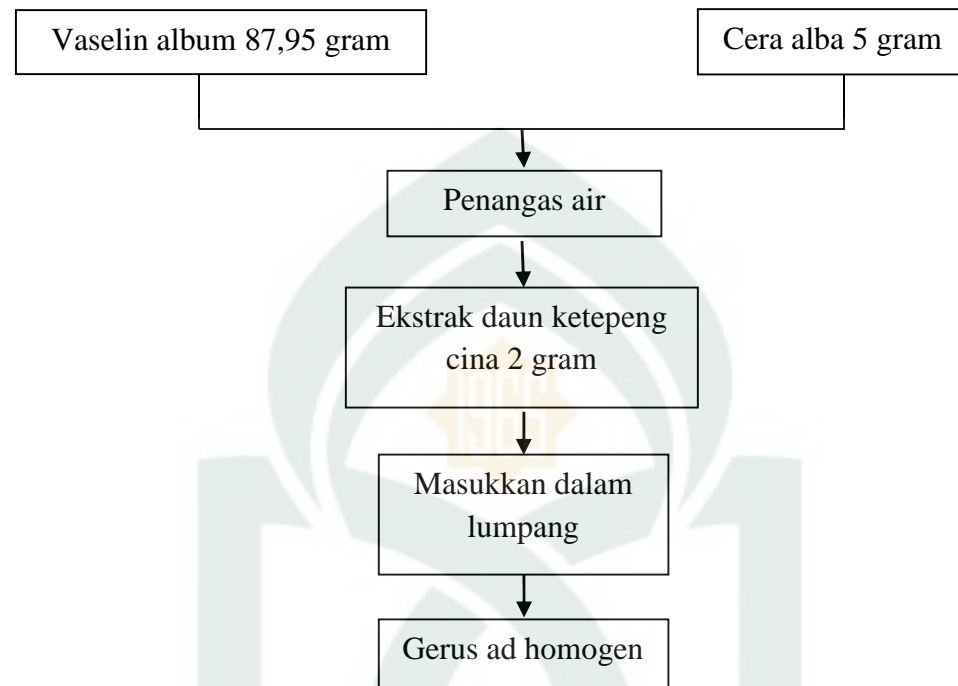 Vaselin album 87,95 gram
Cera alba 5 gram
Penangas air
Ekstrak daun ketepeng
cina 2 gram
1965
Masukkan dalam
lumpang
Gerus ad homogen